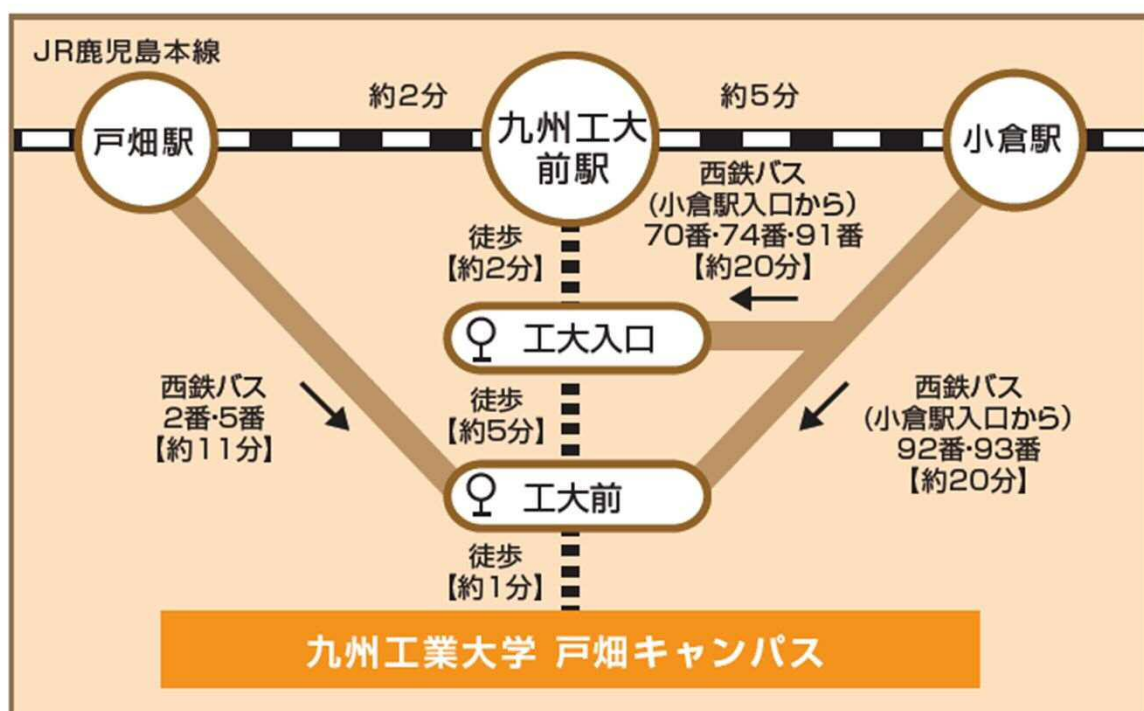 JR鹿児島本線
戸畑駅
約2分
九州工大
前駅
約5分
小倉駅
西鉄バス
(小倉駅入口から)
70番・74番・91番
【約20分】
徒歩
【約2分】
工大入口
西鉄バス
2番・5番
【約11分】
徒歩
【約5分】
西鉄バス
(小倉駅入口から)
92番・93番
【約20分】
工大前
徒歩
【約1分】
九州工業大学 戸畑キャンパス